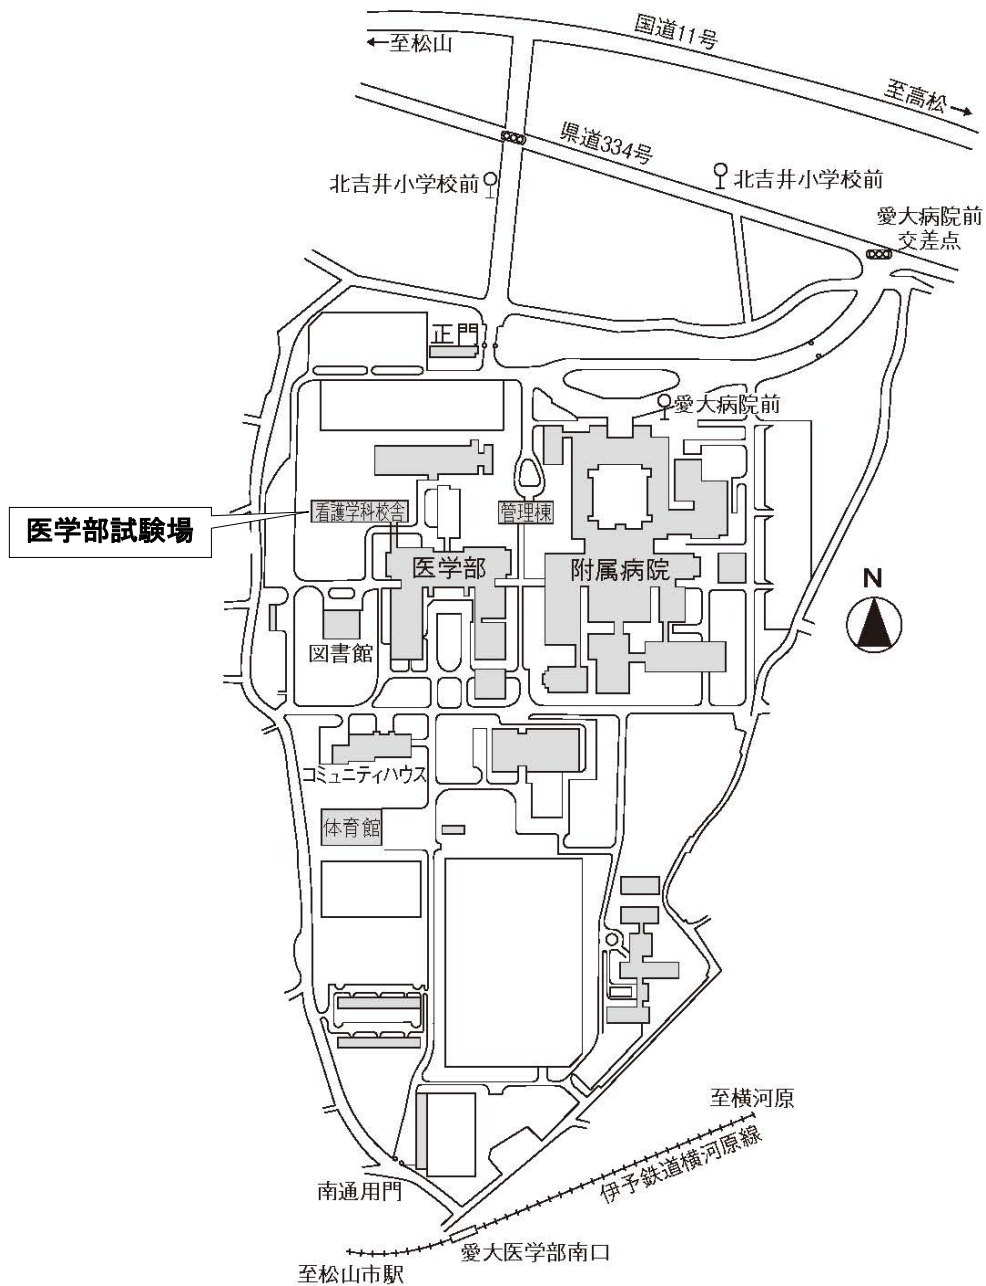 国道11号
←至松山
至高松→
県道334号
北吉井小学校前
北吉井小学校前
愛大病院前
交差点
正門
愛大病院前
看護学科校舎
管理棟
医学部試験場
医学部
附属病院
N
図書館
コミュニティハウス
体育館
至横河原
伊予鉄道横河原線
南通用門
愛大医学部南口
至松山市駅